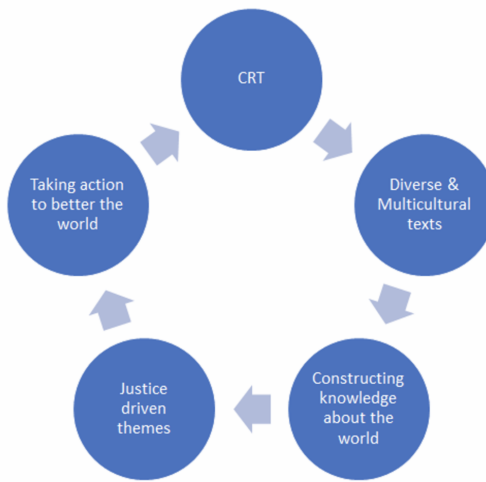 CRT
Diverse &
Multicultural
texts
Constructing
knowledge
about the
world
Justice
driven
themes
Taking action
to better the
world